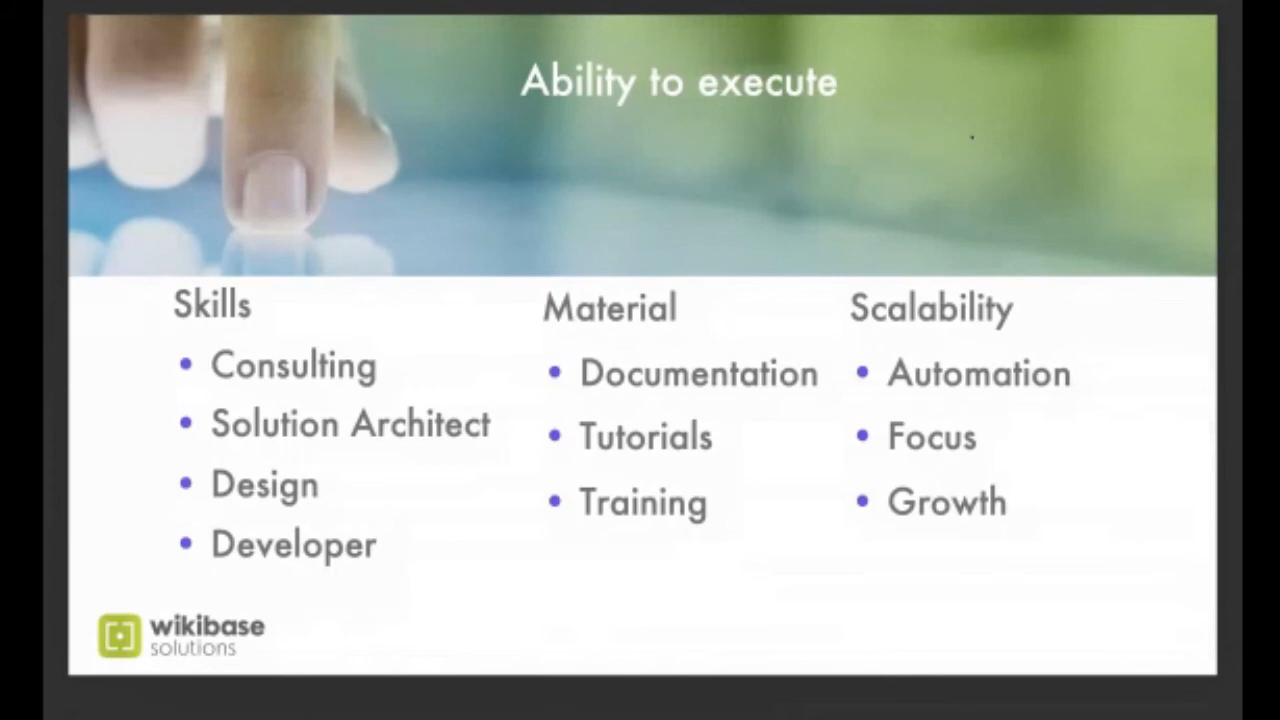 Ability to execute
Skills
Consulting
Solution Architect
Design
Developer
Material
Documentation
Tutorials
Training
Scalability
Automation
Focus
Growth
wikibase
solutions